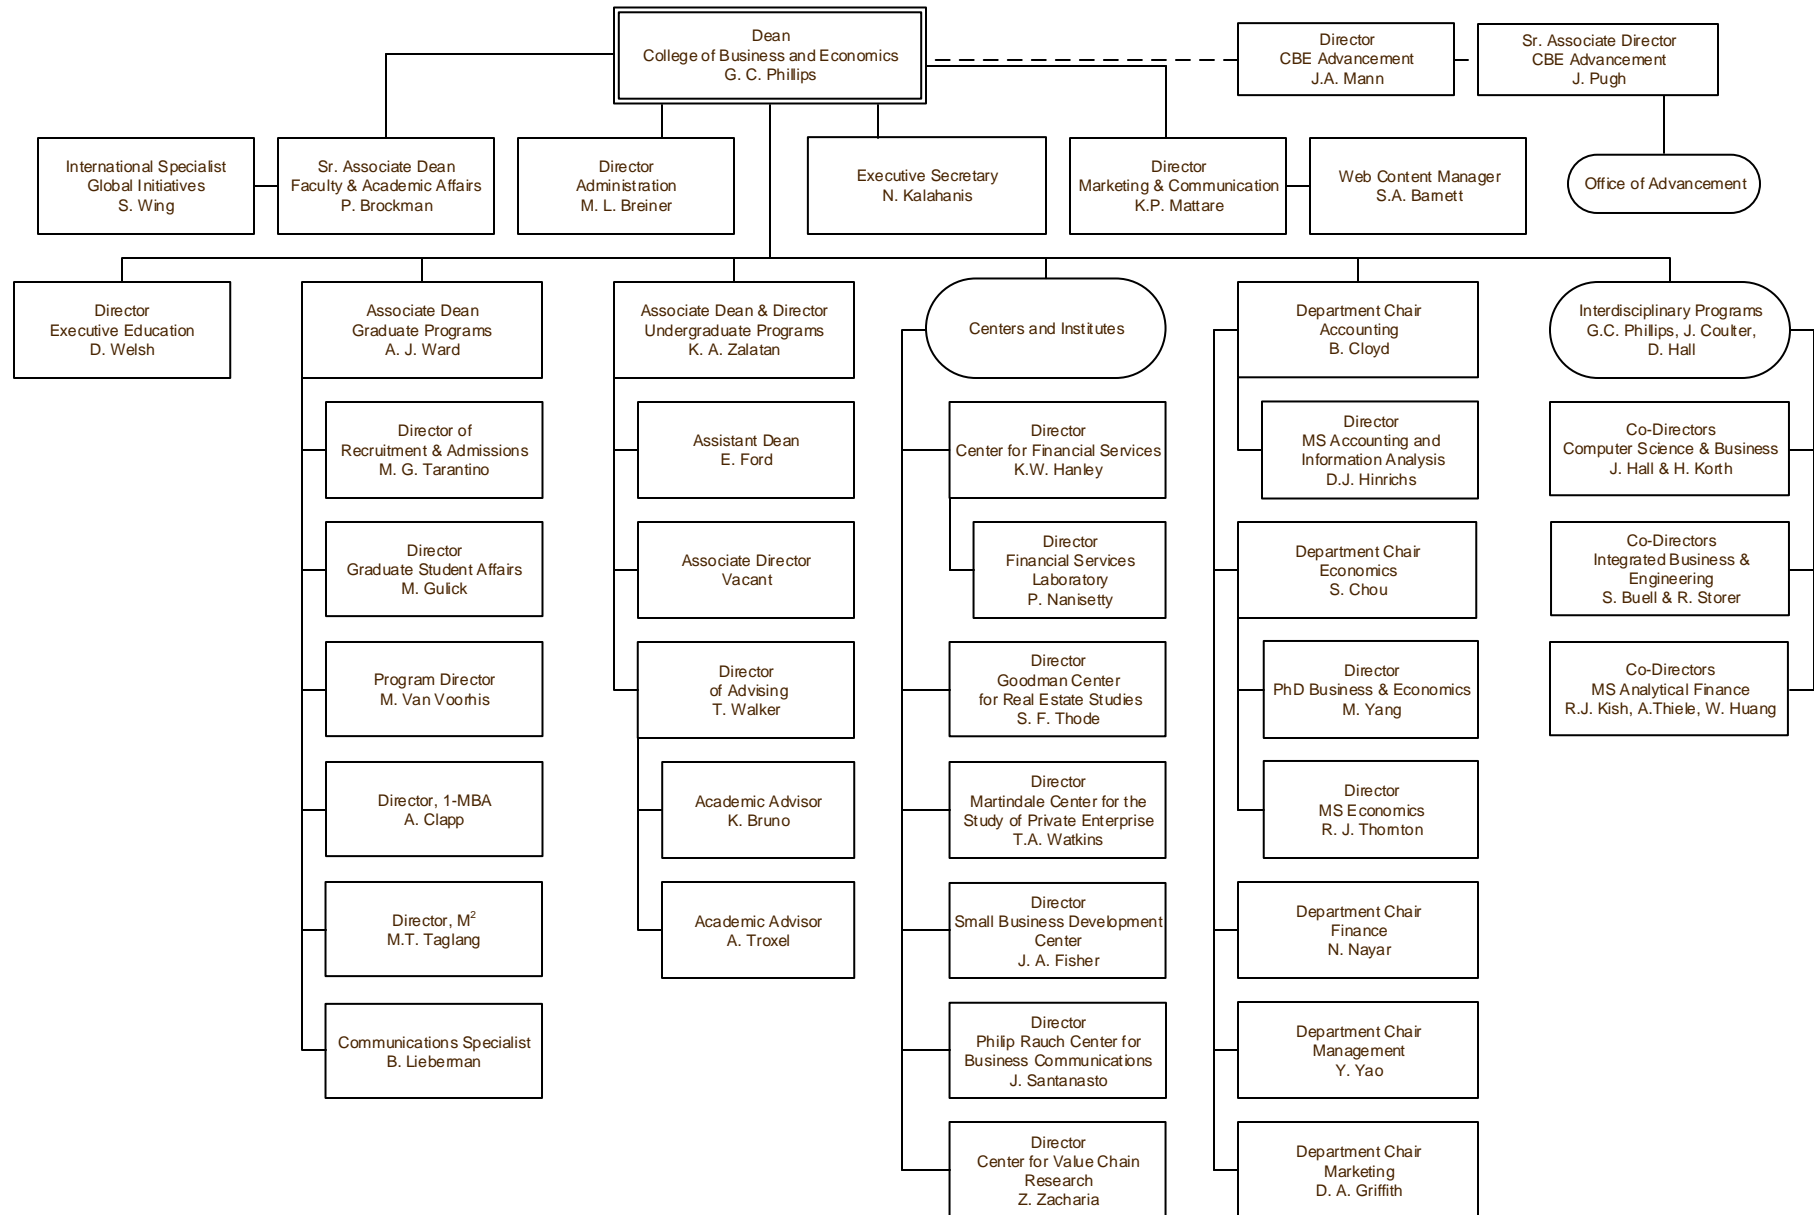 Dean
College of Business and Economics
G. C. Phillips
Director
CBE Advancement
J.A. Mann
Sr. Associate Director
CBE Advancement
J. Pugh
International Specialist
Global Initiatives
S. Wing
Sr. Associate Dean
Faculty & Academic Affairs
P. Brockman
Director
Administration
M. L. Breiner
Executive Secretary
N. Kalahanis
Director
Marketing & Communication
K.P. Mattare
Web Content Manager
S.A. Barnett
Office of Advancement
Director
Executive Education
D. Welsh
Associate Dean
Graduate Programs
A. J. Ward
Director of
Recruitment & Admissions
M. G. Tarantino
Director
Graduate Student Affairs
M. Gulick
Program Director
M. Van Voorhis
Director, 1-MBA
A. Clapp
Director, M²
M.T. Taglang
Communications Specialist
B. Lieberman
Associate Dean & Director
Undergraduate Programs
K. A. Zalatan
Assistant Dean
E. Ford
Associate Director
Vacant
Director
of Advising
T. Walker
Academic Advisor
K. Bruno
Academic Advisor
A. Troxel
Centers and Institutes
Director
Center for Financial Services
K.W. Hanley
Director
Financial Services
Laboratory
P. Nanisetty
Director
Goodman Center
for Real Estate Studies
S. F. Thode
Director
Martindale Center for the
Study of Private Enterprise
T.A. Watkins
Director
Small Business Development
Center
J. A. Fisher
Director
Philip Rauch Center for
Business Communications
J. Santanasto
Director
Center for Value Chain
Research
Z. Zacharia
Department Chair
Accounting
B. Cloyd
Director
MS Accounting and
Information Analysis
D.J. Hinrichs
Department Chair
Economics
S. Chou
Director
PhD Business & Economics
M. Yang
Director
MS Economics
R. J. Thornton
Department Chair
Finance
N. Nayar
Department Chair
Management
Y. Yao
Department Chair
Marketing
D. A. Griffith
Interdisciplinary Programs
G.C. Phillips, J. Coulter,
D. Hall
Co-Directors
Computer Science & Business
J. Hall & H. Korth
Co-Directors
Integrated Business &
Engineering
S. Buell & R. Storer
Co-Directors
MS Analytical Finance
R.J. Kish, A.Thiele, W. Huang